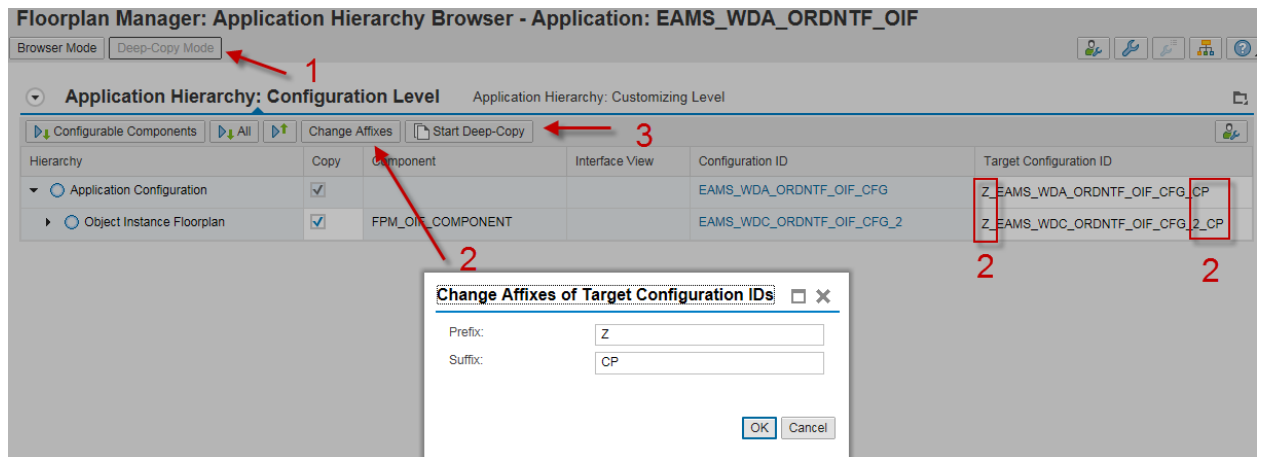 Floorplan Manager: Application Hierarchy Browser - Application: EAMS_WDA_ORDNTF_OIF
Browser Mode Deep-Copy Mode
1
Application Hierarchy: Configuration Level Application Hierarchy: Customizing Level
Configurable Components All Change Affixes Start Deep-Copy
3
Hierarchy Copy Component Interface View Configuration ID Target Configuration ID
Application Configuration EAMS_WDA_ORDNTF_OIF_CFG Z_EAMS_WDA_ORDNTF_OIF_CFG_CP
Object Instance Floorplan FPM_OIF_COMPONENT EAMS_WDC_ORDNTF_OIF_CFG_2 Z_EAMS_WDC_ORDNTF_OIF_CFG_2_CP
2 2 2
Change Affixes of Target Configuration IDs
Prefix: Z
Suffix: CP
OK Cancel